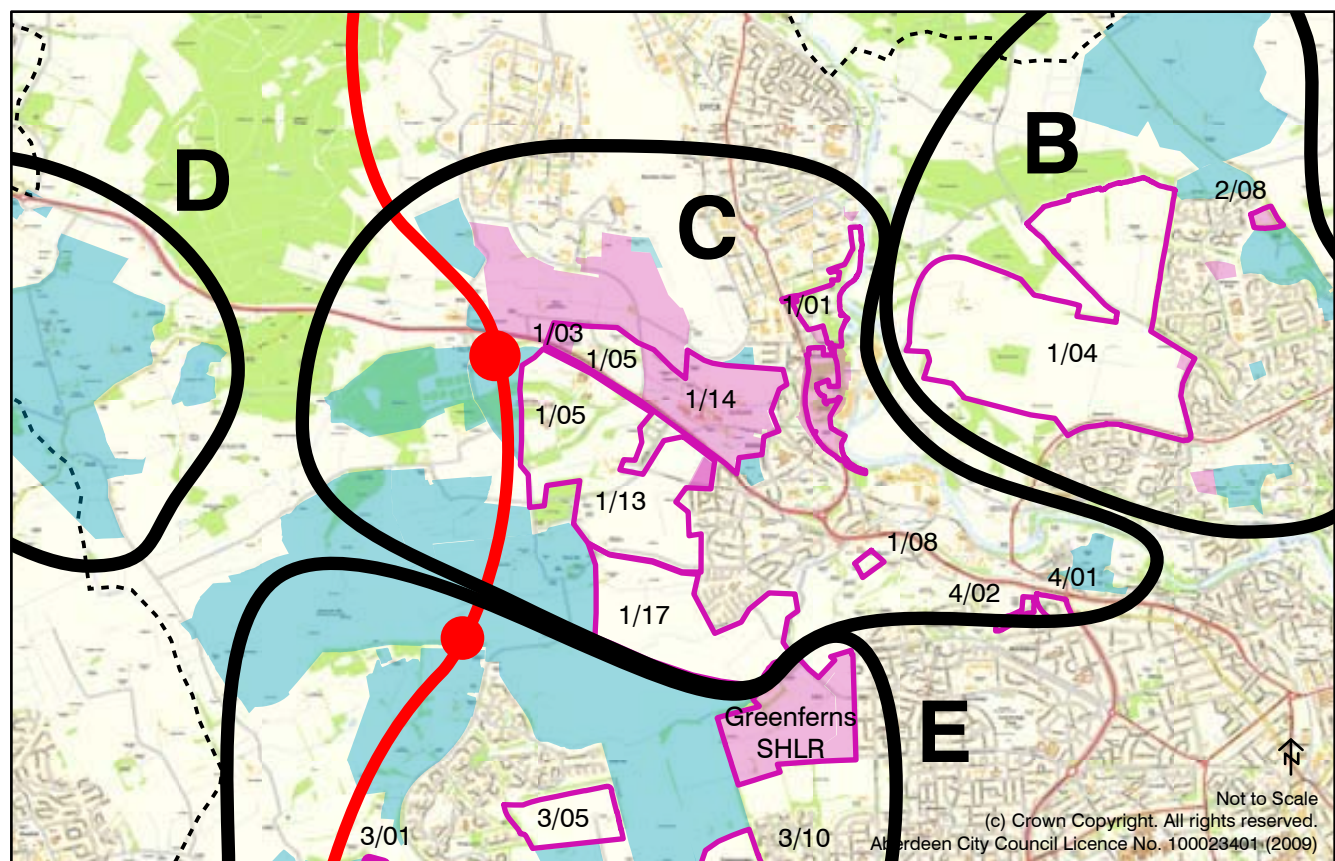 D
C
B
2/08
1/01
1/03
1/05
1/04
1/14
1/05
1/13
1/08
4/01
4/02
1/17
Greenferns
SHLR
E
3/05
3/01
3/10
N
Not to Scale
(c) Crown Copyright. All rights reserved.
Aberdeen City Council Licence No. 100023401 (2009)